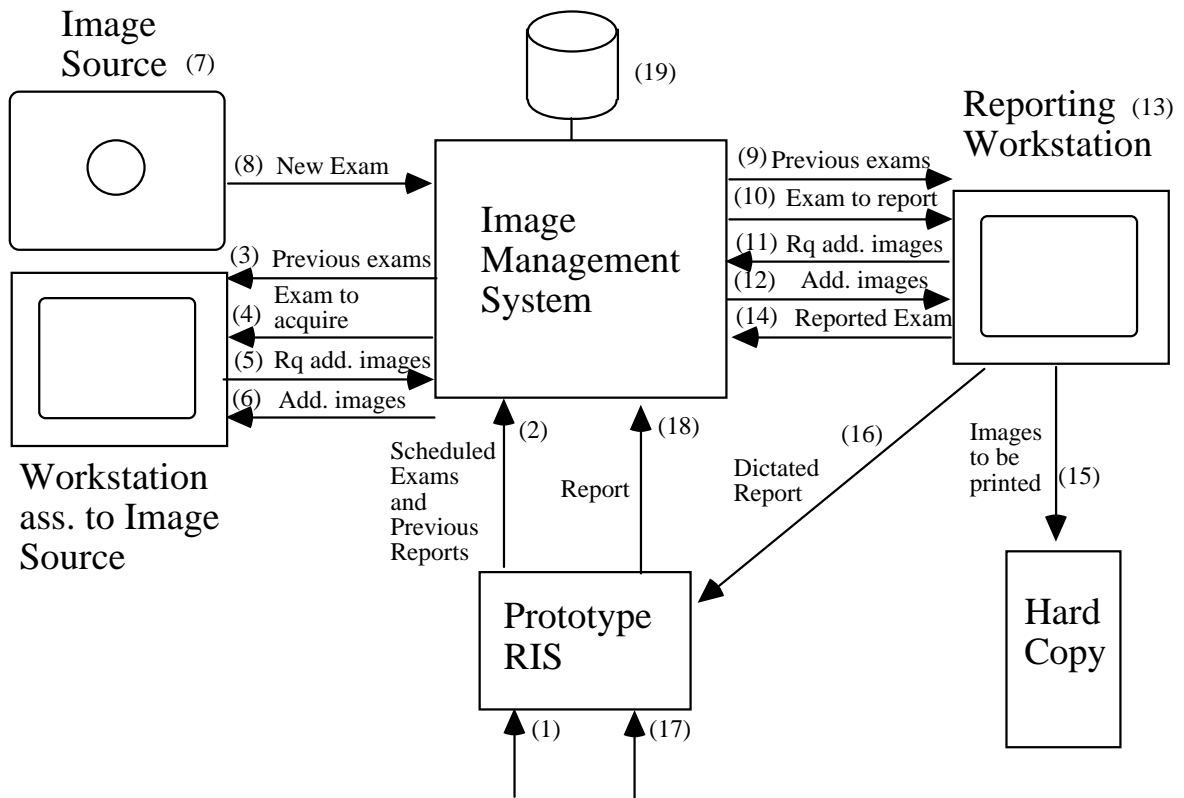 Image
Source (7)
(19)
Reporting (13)
Workstation
(8) New Exam
(9) Previous exams
(10) Exam to report
(11) Rq add. images
(12) Add. images
(14) Reported Exam
Image
Management
System
(3) Previous exams
(4) Exam to
acquire
(5) Rq add. images
(6) Add. images
Workstation
ass. to Image
Source
(2)
Scheduled
Exams
and
Previous
Reports
(18)
Report
(16)
Dictated
Report
Images
to be
printed (15)
Prototype
RIS
Hard
Copy
(1)
(17)